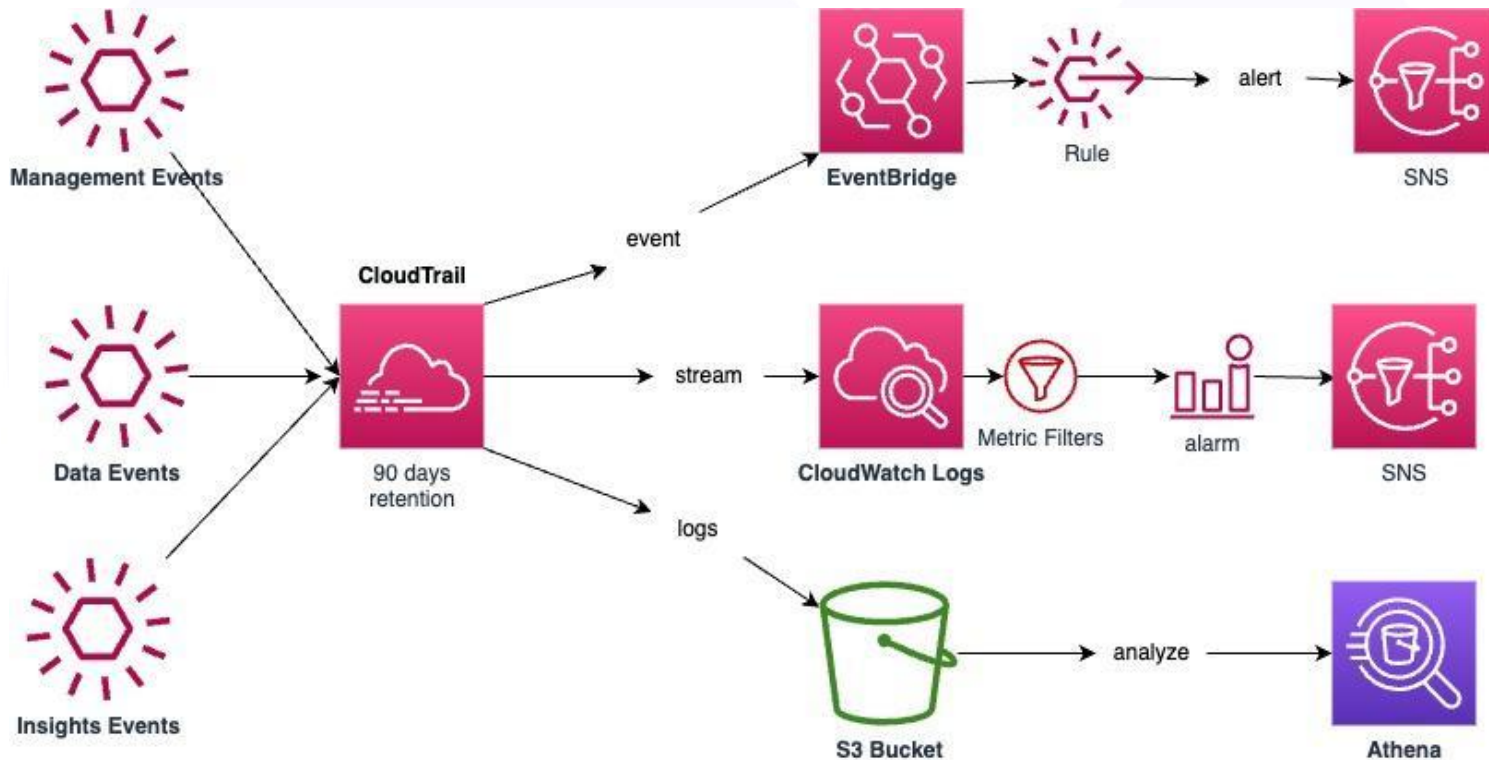 Management Events
EventBridge
Rule
alert
SNS
event
CloudTrail
Data Events
90 days
retention
stream
CloudWatch Logs
Metric Filters
alarm
SNS
logs
Insights Events
S3 Bucket
analyze
Athena